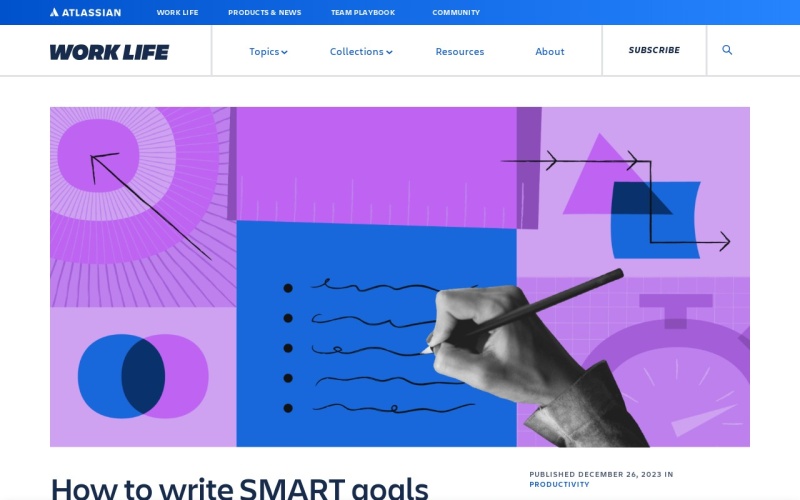 ATLASSIAN WORK LIFE PRODUCTS & NEWS TEAM PLAYBOOK COMMUNITY
WORK LIFE Topics Collections Resources About SUBSCRIBE
How to write SMART goals
PUBLISHED DECEMBER 26, 2023 IN
PRODUCTIVITY